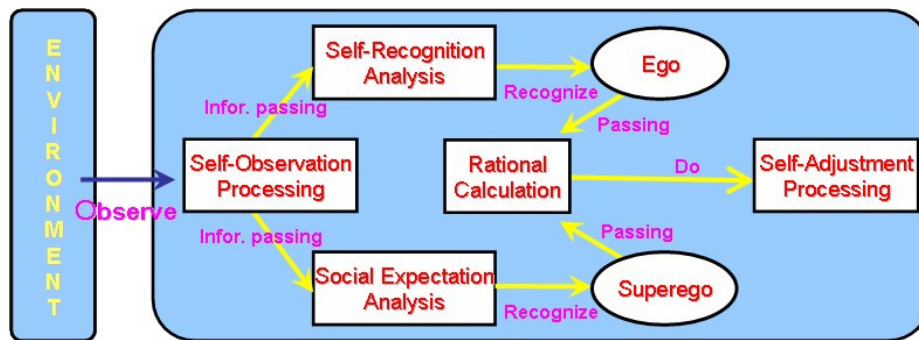 ENVIRONMENT
Observe
Self-Observation
Processing
Infor. passing
Infor. passing
Self-Recognition
Analysis
Recognize
Ego
Passing
Rational
Calculation
Do
Self-Adjustment
Processing
Social Expectation
Analysis
Recognize
Superego
Passing